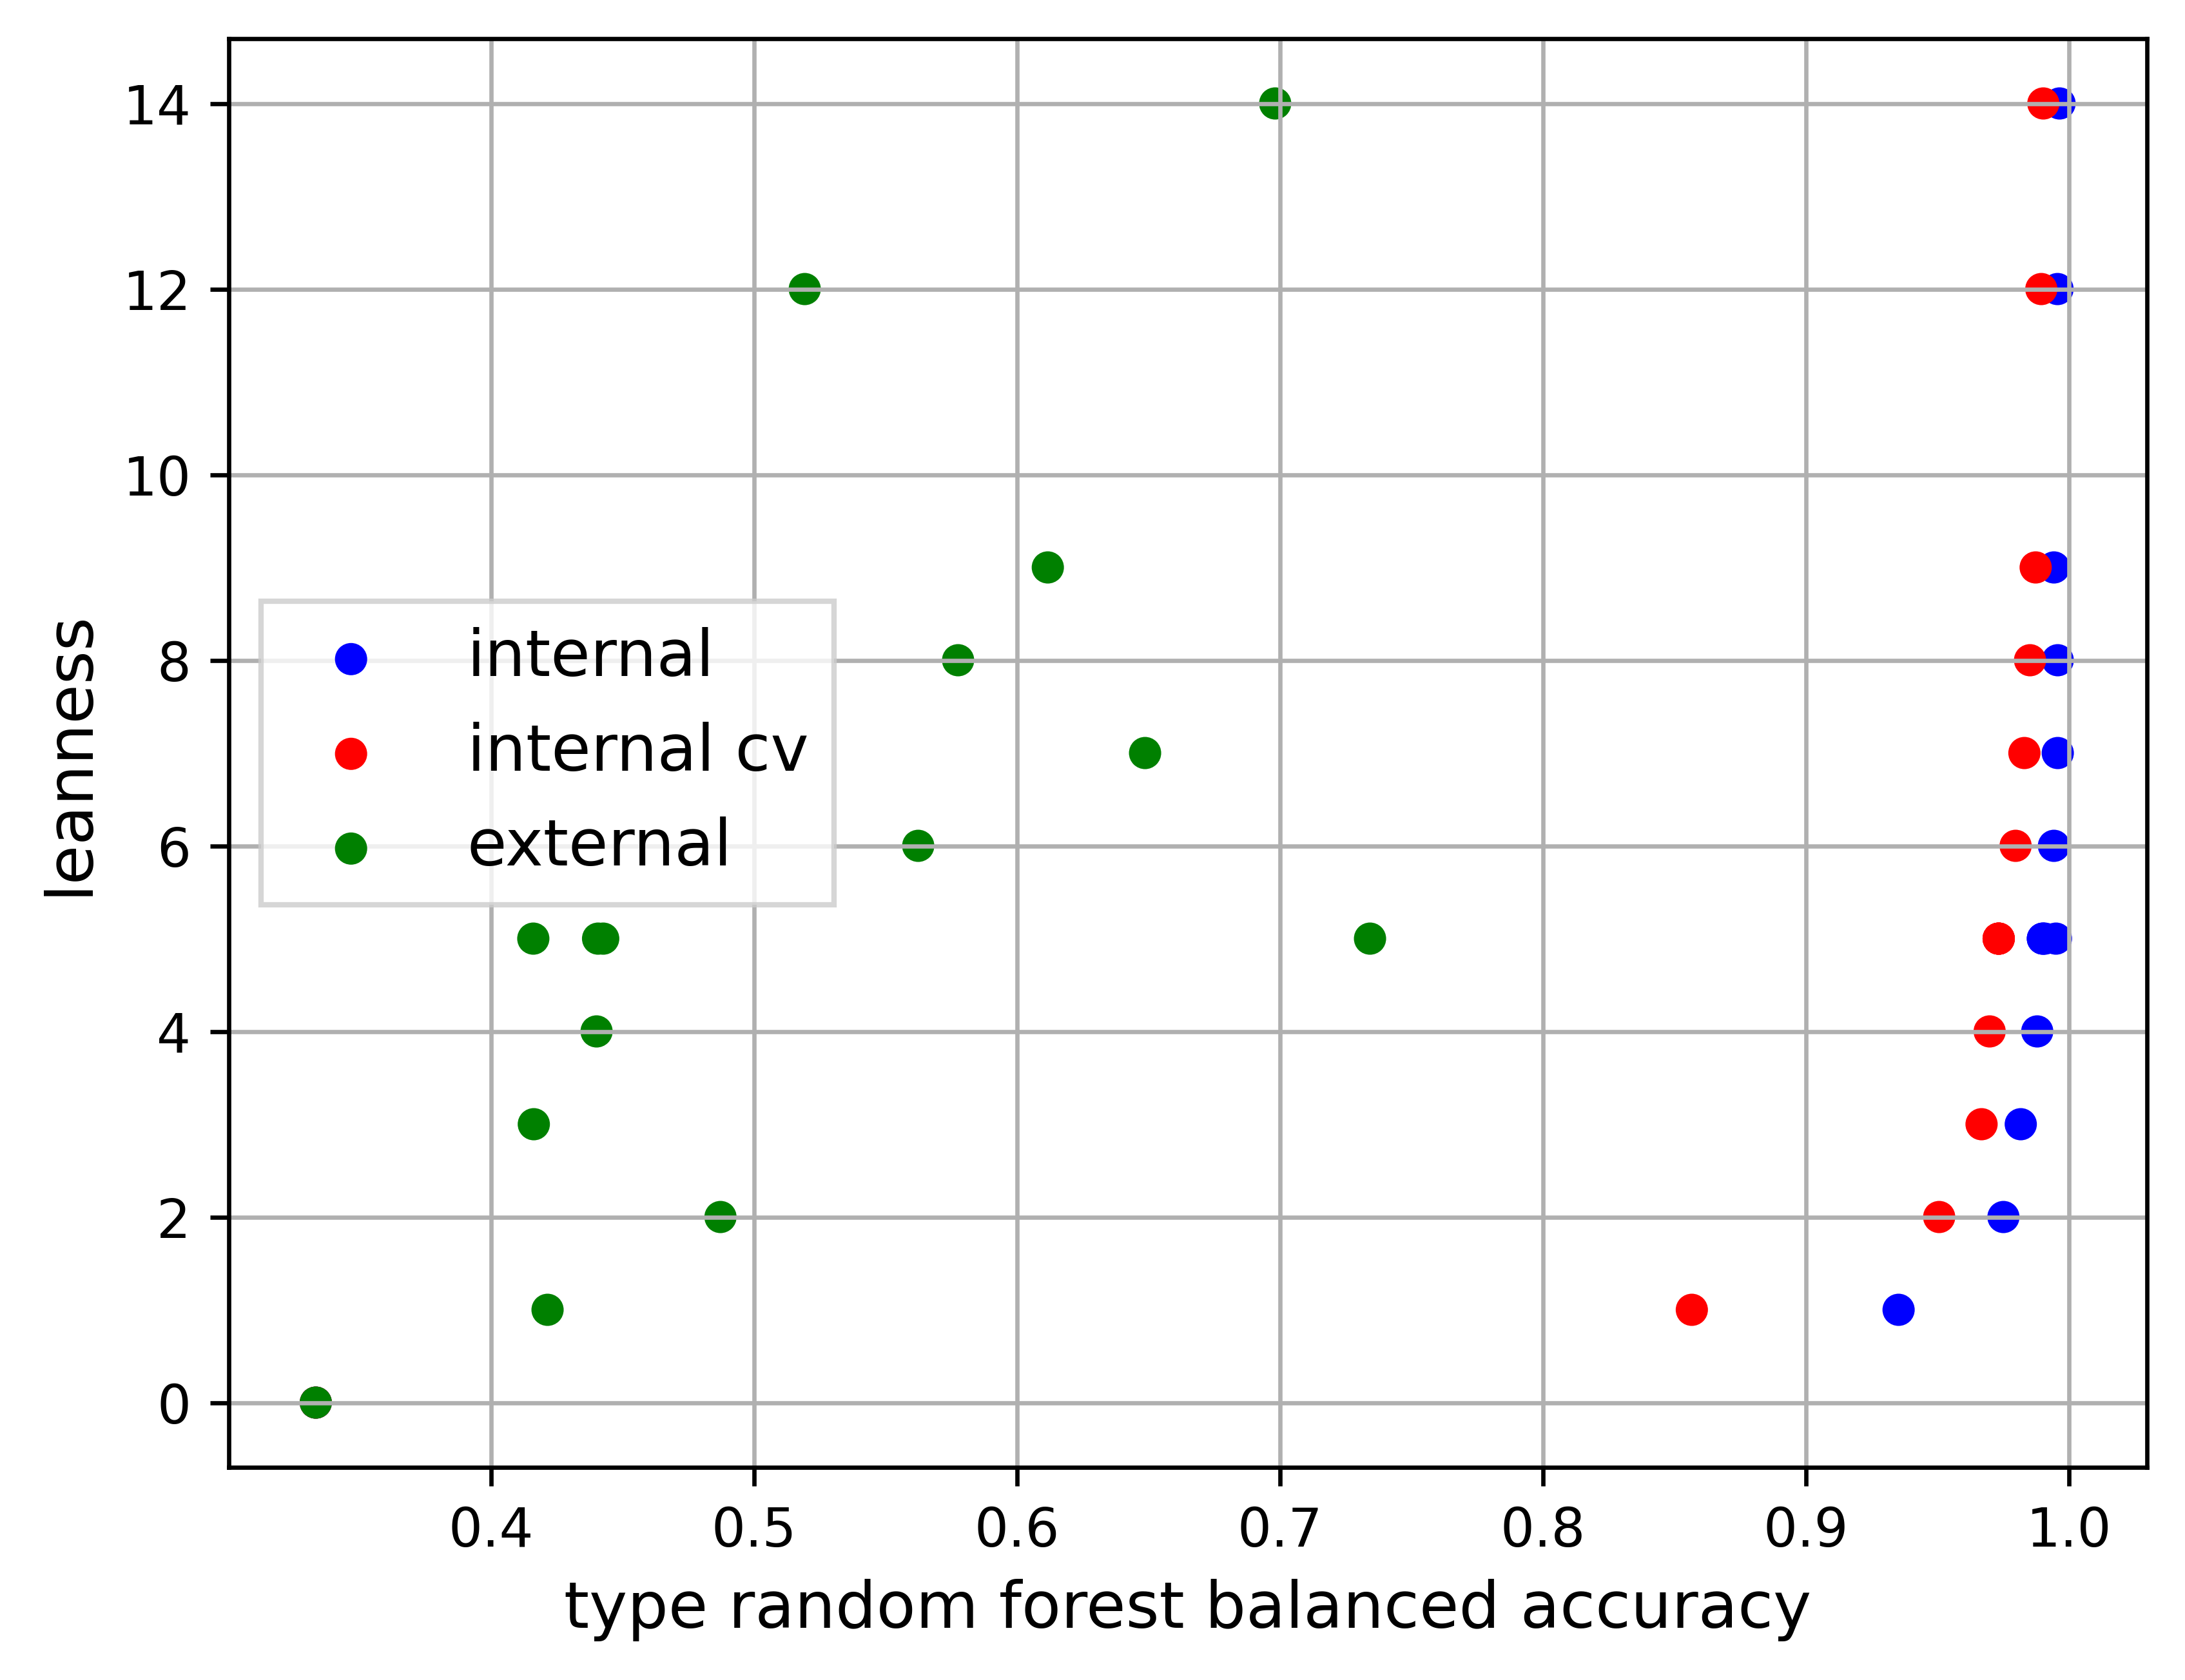 14
12
10
8
6
4
2
0
leanness
internal
internal cv
external
0.4 0.5 0.6 0.7 0.8 0.9 1.0
type random forest balanced accuracy